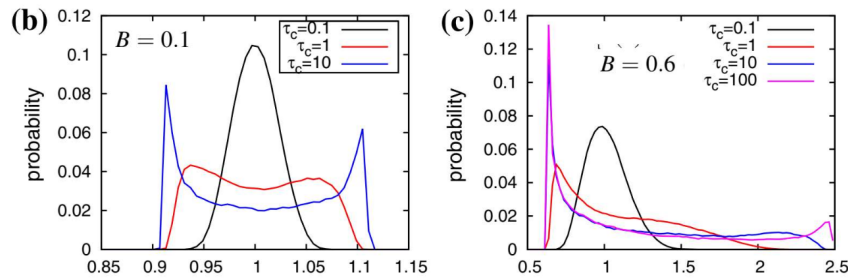 (b)
0.12
0.1
0.08
0.06
0.04
0.02
0
probability
B = 0.1
τc=0.1
τc=1
τc=10
0.85 0.9 0.95 1 1.05 1.1 1.15
(c)
0.14
0.12
0.1
0.08
0.06
0.04
0.02
0
probability
B = 0.6
τc=0.1
τc=1
τc=10
τc=100
0.5 1 1.5 2 2.5